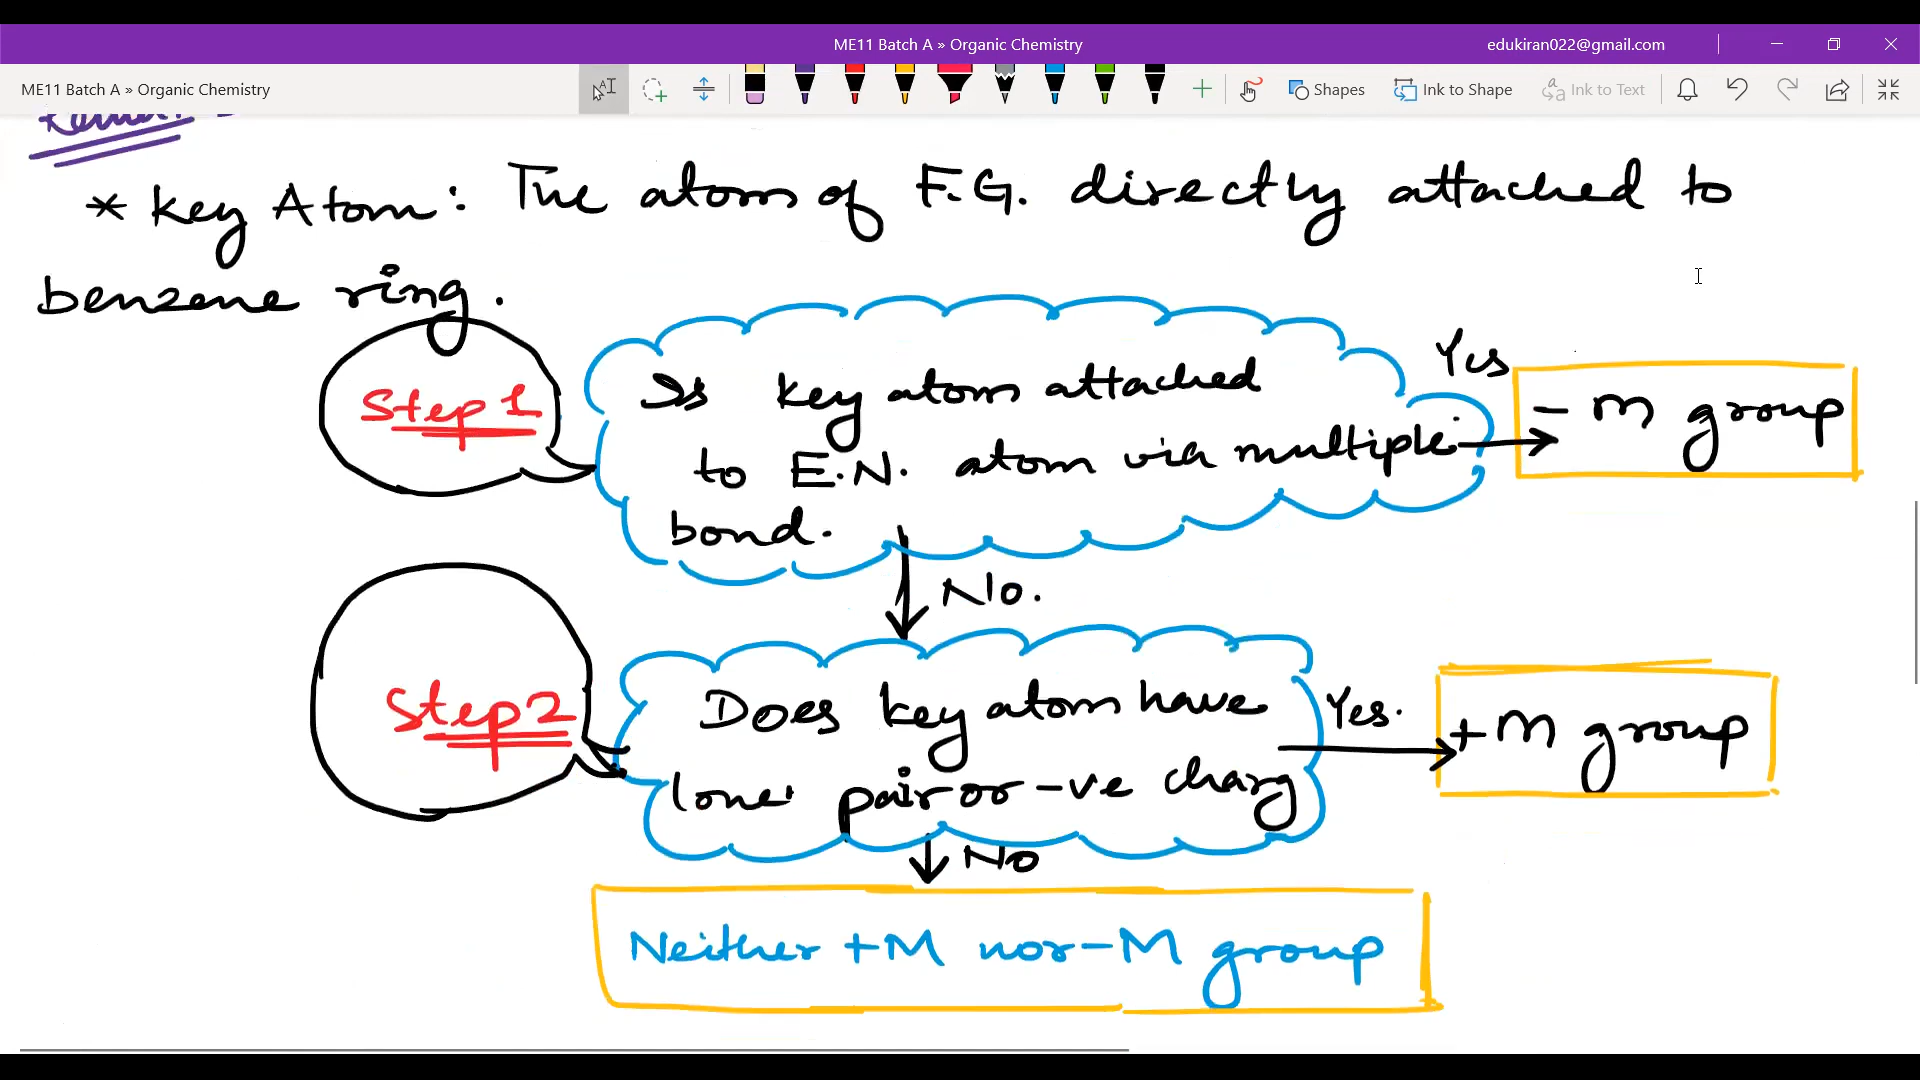 ME11 Batch A » Organic Chemistry
edukiran022@gmail.com
ME11 Batch A » Organic Chemistry
Shapes
Ink to Shape
Ink to Text
* Key Atom: The atom of F.G. directly attached to
benzene ring.
Step 1
Is key atom attached
to E.N. atom via multiple
bond.
Yes
- M group
No.
Step 2
Does key atom have
lone pair or -ve charg
Yes.
+M group
No
Neither +M nor -M group